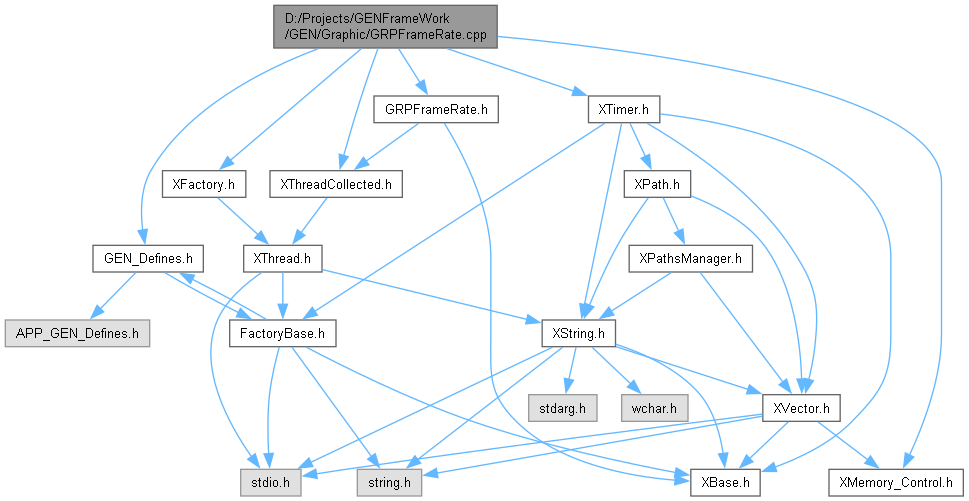 D:/Projects/GENFrameWork
/GEN/Graphic/GRPFrameRate.cpp
GRPFrameRate.h
XTimer.h
XFactory.h
XThreadCollected.h
XPath.h
GEN_Defines.h
XThread.h
XPathsManager.h
APP_GEN_Defines.h
FactoryBase.h
XString.h
stdarg.h
wchar.h
XVector.h
stdio.h
string.h
XBase.h
XMemory_Control.h